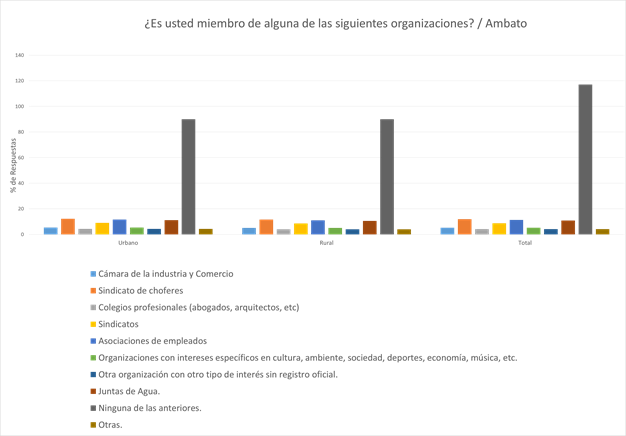 ¿Es usted miembro de alguna de las siguientes organizaciones? / Ambato
140
120
100
80
60
40
20
0
% de Respuestas
Urbano
Rural
Total
Cámara de la industria y Comercio
Sindicato de choferes
Colegios profesionales (abogados, arquitectos, etc)
Sindicatos
Asociaciones de empleados
Organizaciones con intereses específicos en cultura, ambiente, sociedad, deportes, economía, música, etc.
Otra organización con otro tipo de interés sin registro oficial.
Juntas de Agua.
Ninguna de las anteriores.
Otras.